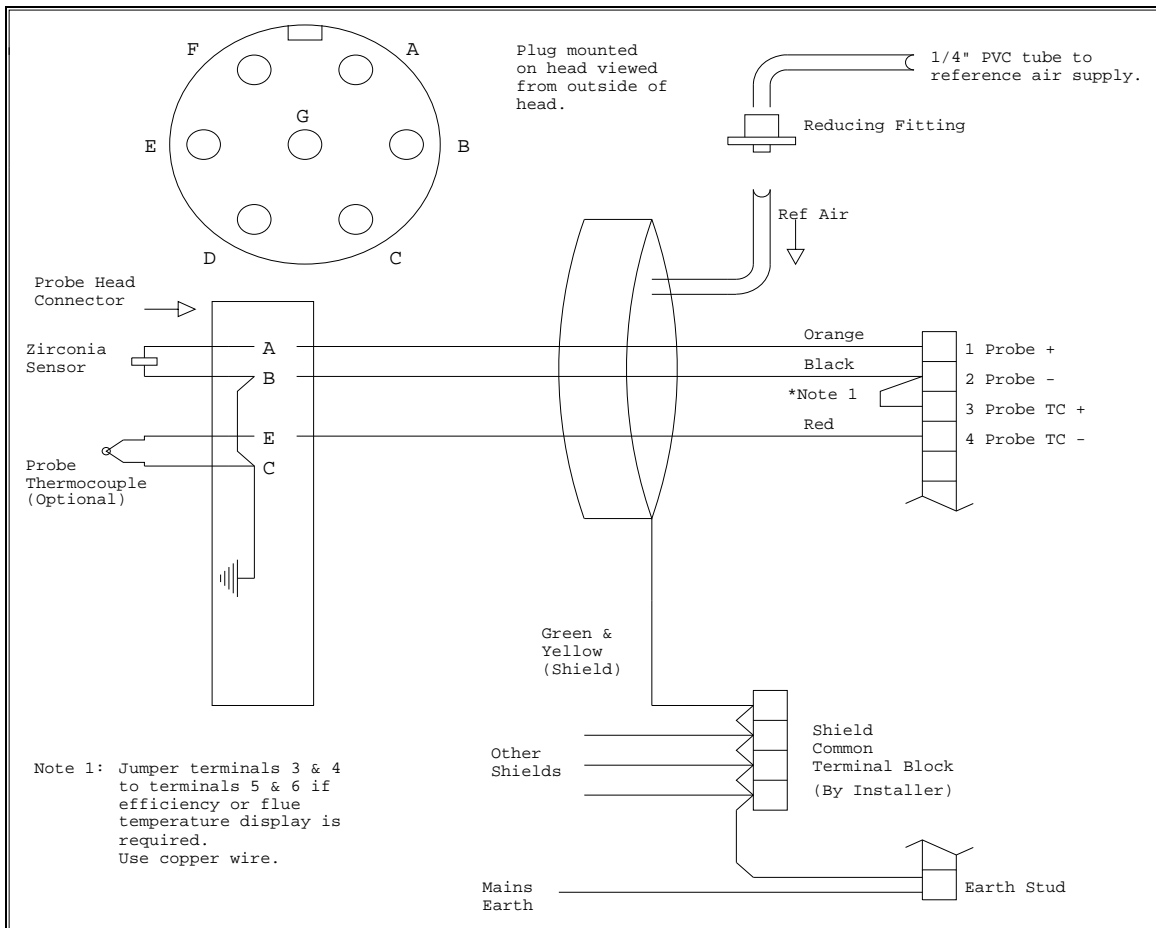 F
A
G
E
B
D
C
Plug mounted
on head viewed
from outside of
head.
1/4" PVC tube to
reference air supply.
Reducing Fitting
Ref Air
Probe Head
Connector
Zirconia
Sensor
A
B
E
C
Probe
Thermocouple
(Optional)
Orange
Black
*Note 1
Red
1 Probe +
2 Probe -
3 Probe TC +
4 Probe TC -
Green &
Yellow
(Shield)
Other
Shields
Shield
Common
Terminal Block
(By Installer)
Note 1: Jumper terminals 3 & 4
to terminals 5 & 6 if
efficiency or flue
temperature display is
required.
Use copper wire.
Mains
Earth
Earth Stud